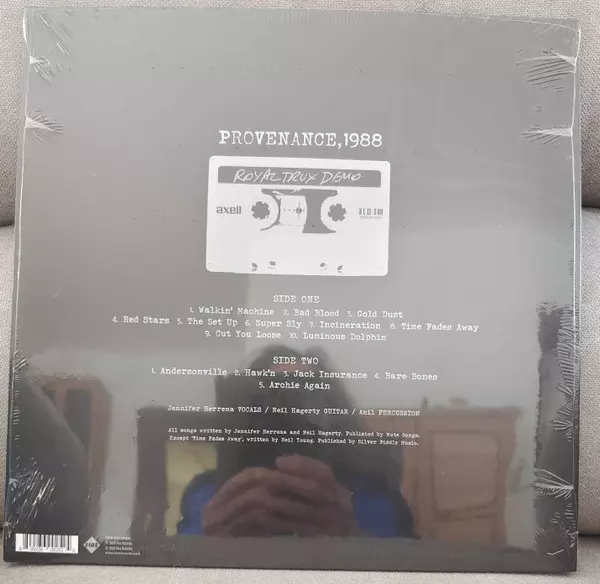 PROVENANCE,1988
ROYAL TRUX DEMO
axell
SIDE ONE
1. Walkin' Machine 2. Bad Blood 3. Gold Dust
4. Red Stars 5. The Set Up 6. Super Sly 7. Incineration 8. Time Fades Away
9. Cut You Loose 10. Luminous Dolphin
SIDE TWO
1. Andersonville 2. Hawk'n 3. Jack Insurance 4. Bare Bones
5. Archie Again
Jennifer Herrema VOCALS / Neil Hagerty GUITAR / Anil PERCUSSION
All songs written by Jennifer Herrema and Neil Hagerty. Published by Rute Songs.
Except 'Time Fades Away', written by Neil Young. Published by Silver Fiddle Music.
FIRE